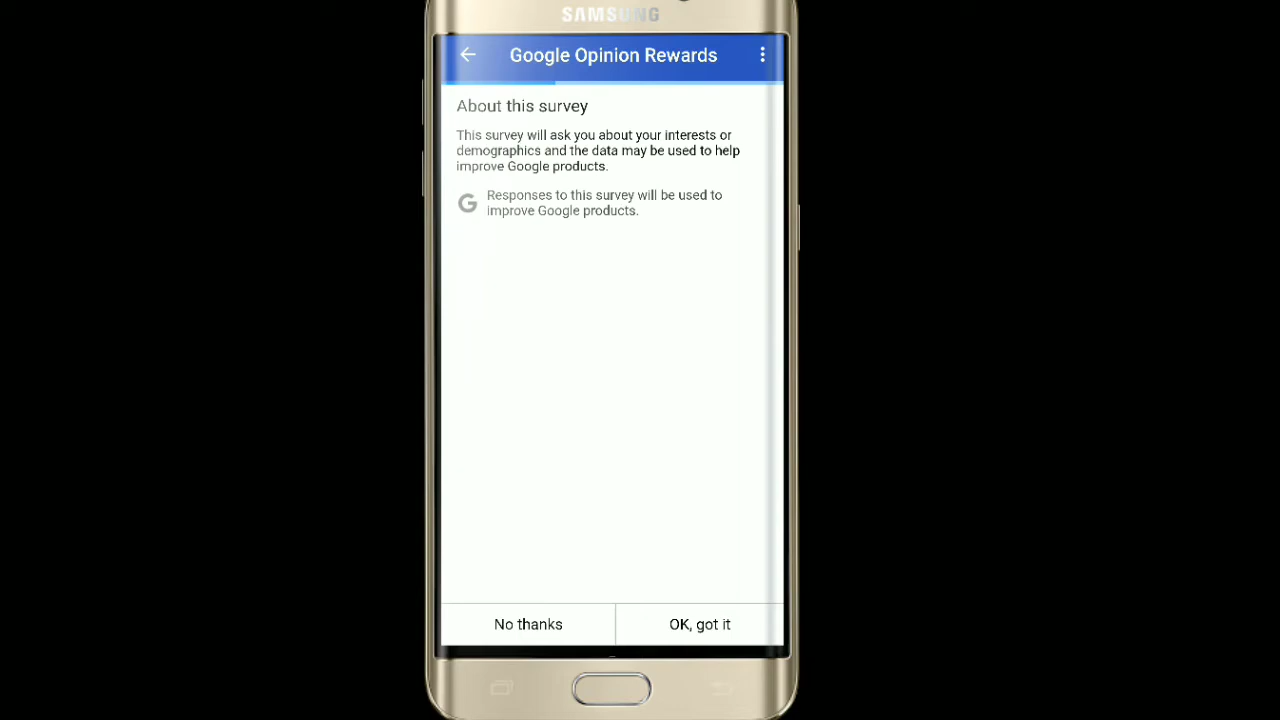 SAMSUNG
Google Opinion Rewards
About this survey
This survey will ask you about your interests or
demographics and the data may be used to help
improve Google products.
G
Responses to this survey will be used to
improve Google products.
No thanks
OK, got it